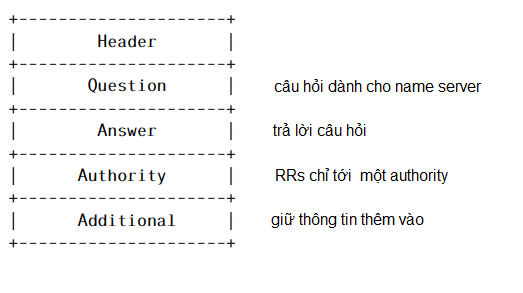 +---------------------+
|        Header       |
+---------------------+
|       Question      | câu hỏi dành cho name server
+---------------------+
|        Answer       | trả lời câu hỏi
+---------------------+
|      Authority      | RRs chỉ tới một authority
+---------------------+
|      Additional     | giữ thông tin thêm vào
+---------------------+